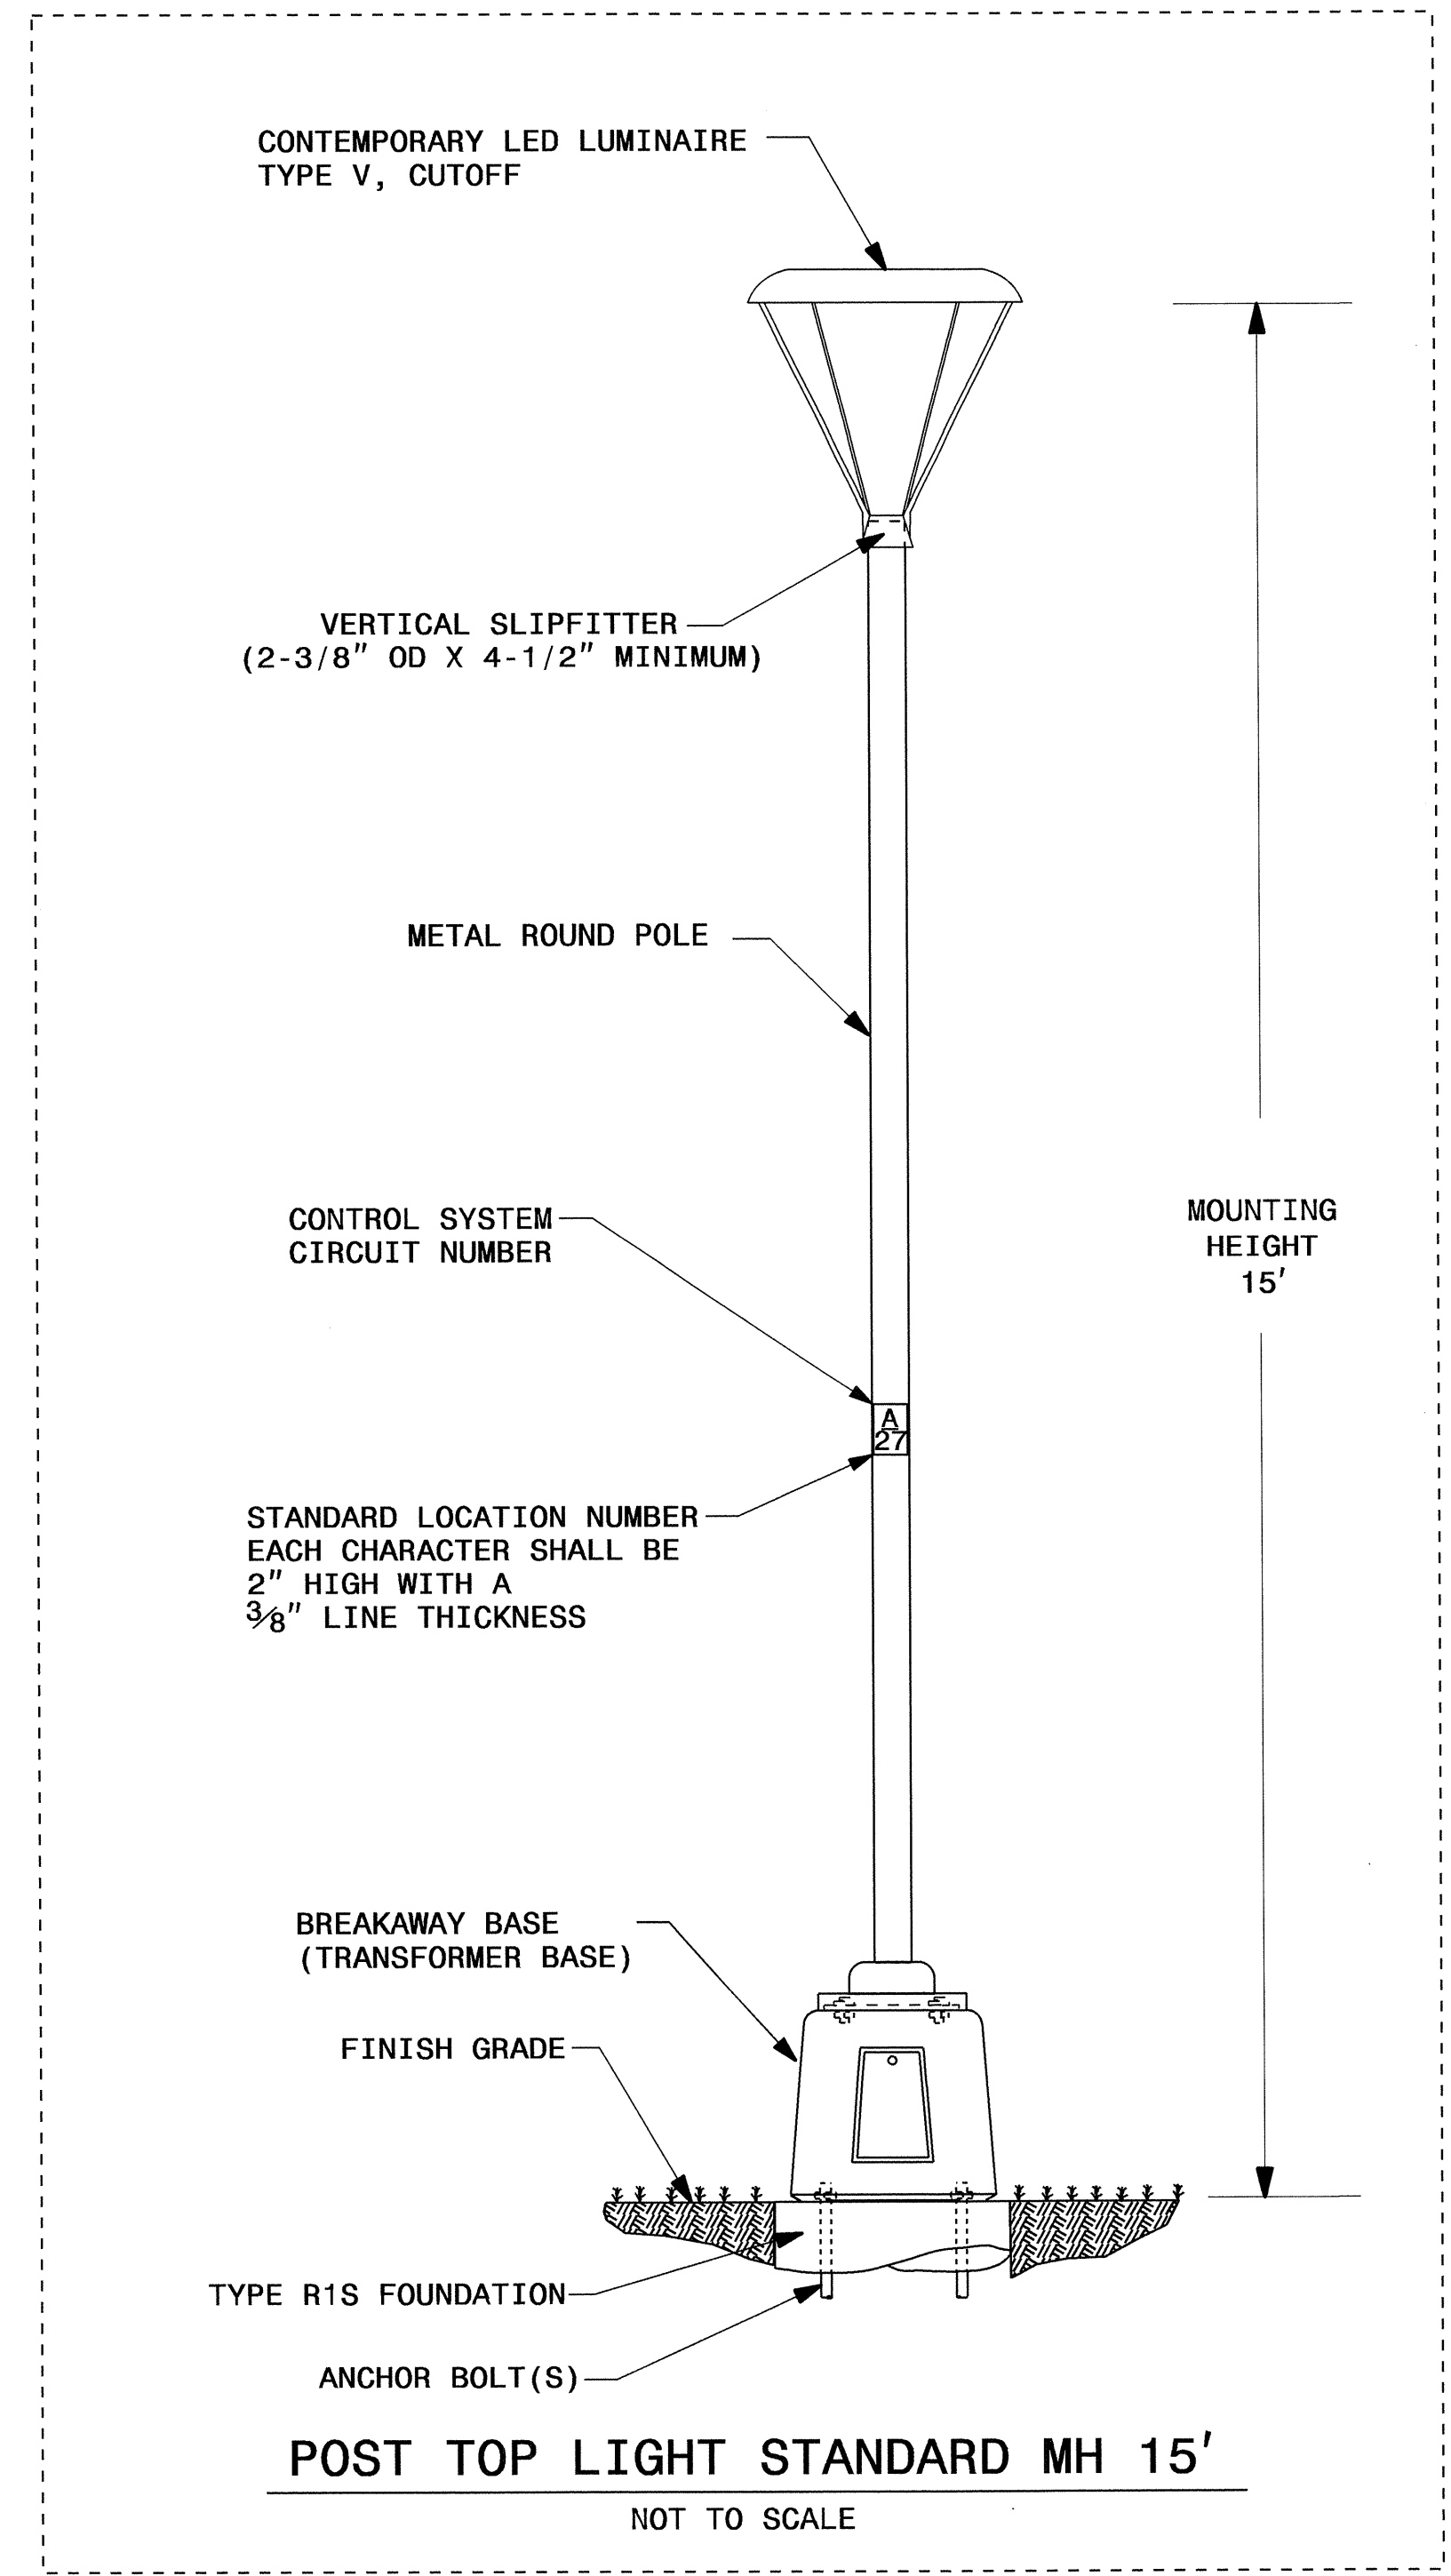 CONTEMPORARY LED LUMINAIRE
TYPE V, CUTOFF
VERTICAL SLIPFITTER
(2-3/8" OD X 4-1/2" MINIMUM)
METAL ROUND POLE
CONTROL SYSTEM
CIRCUIT NUMBER
MOUNTING
HEIGHT
15'
A
27
STANDARD LOCATION NUMBER
EACH CHARACTER SHALL BE
2" HIGH WITH A
3/8" LINE THICKNESS
BREAKAWAY BASE
(TRANSFORMER BASE)
FINISH GRADE
TYPE R1S FOUNDATION
ANCHOR BOLT(S)
POST TOP LIGHT STANDARD MH 15'
NOT TO SCALE